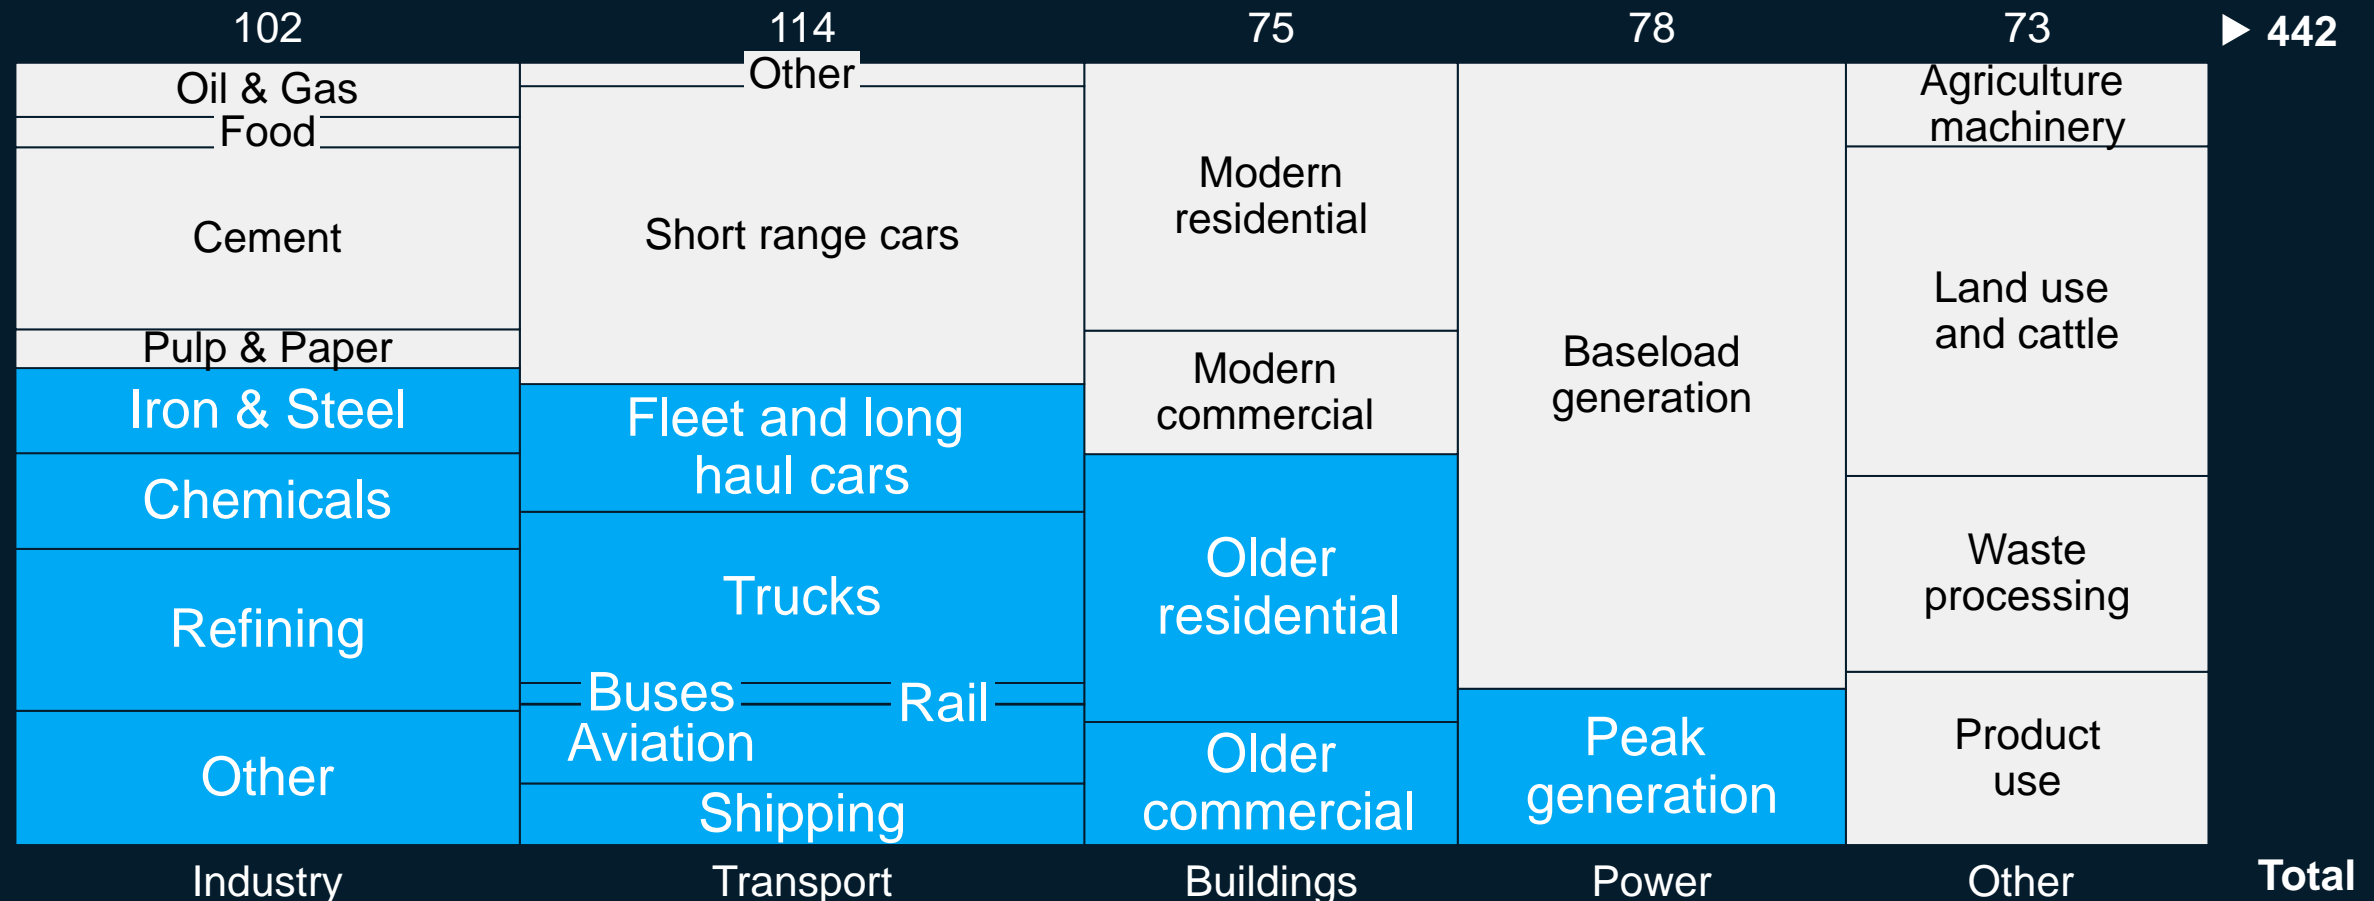 102
114
75
78
73
▶ 442
Oil & Gas
Food
Cement
Pulp & Paper
Iron & Steel
Chemicals
Refining
Other
Other
Short range cars
Fleet and long
haul cars
Trucks
Buses
Rail
Aviation
Shipping
Modern
residential
Modern
commercial
Older
residential
Older
commercial
Baseload
generation
Peak
generation
Agriculture
machinery
Land use
and cattle
Waste
processing
Product
use
Industry
Transport
Buildings
Power
Other
Total